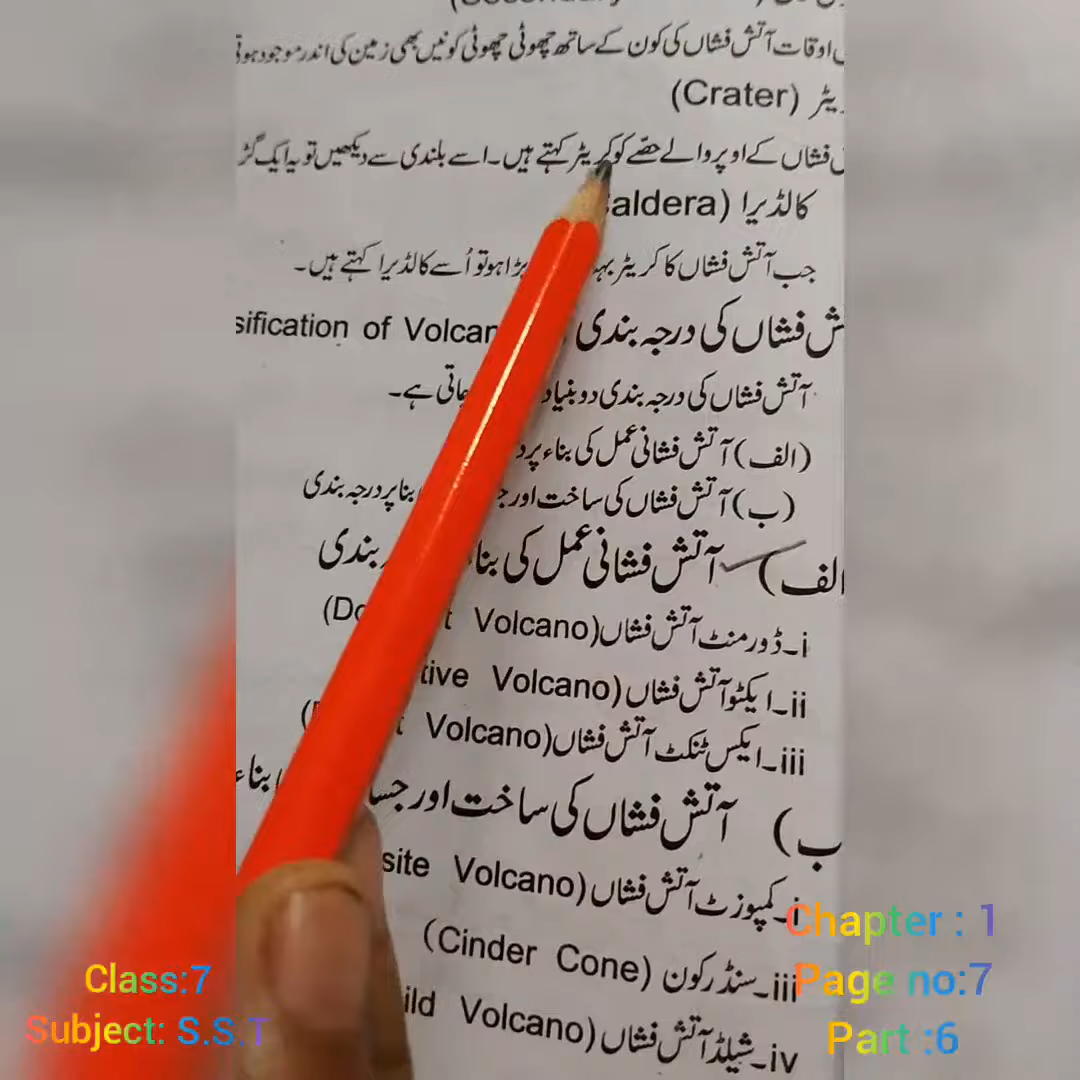 (Secondary
اوقات آتش فشاں کی کون کے ساتھ چھوٹی چھوٹی کونیں بھی زمین کی اندر موجود
(Crater)
فشاں کے اوپر والے حصّے کو کریٹر کہتے ہیں۔ اسے بلندی سے دیکھیں تو یہ ایک
کالڈیرا (aldera
جب آتش فشاں کا کریٹر بڑا ہو تو اُسے کالڈیرا کہتے ہیں۔
فشاں کی درجہ بندی sification of Volcan
آتش فشاں کی درجہ بندی دو جاتی ہے۔
(الف) آتش فشانی عمل کی بناء پر
(ب) آتش فشاں کی ساخت اور بنا پر درجہ بندی
الف) آتش فشانی عمل کی بنا بندی
i۔ ڈورمنٹ آتش فشاں (Do t Volcano)
ii۔ ایکٹو آتش فشاں (tive Volcano)
iii۔ ایکس ٹنکٹ آتش فشاں (t Volcano)
ب) آتش فشاں کی ساخت اور بناء
i۔ کمپوزٹ آتش فشاں (site Volcano)
iii۔ سنڈر کون (Cinder Cone)
iv۔ شیلڈ آتش فشاں (ild Volcano)
Chapter : 1
Page no:7
Part :6
Class:7
Subject: S.S.T